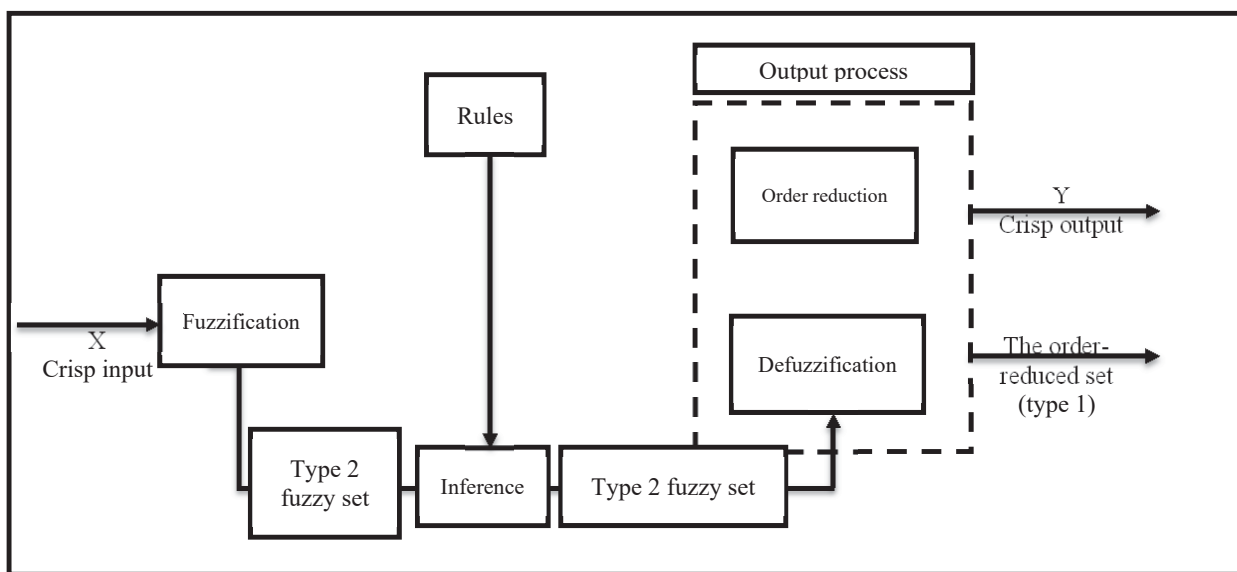 Output process
Rules
Order reduction
Y
Crisp output
Fuzzification
X
Crisp input
Defuzzification
The order-
reduced set
(type 1)
Type 2
fuzzy set
Inference
Type 2 fuzzy set